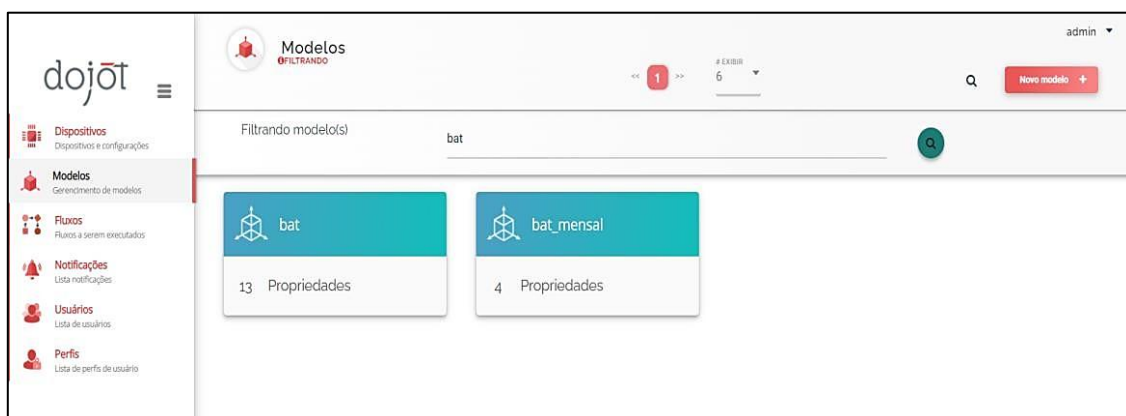 dojōt
Dispositivos
Dispositivos e configurações
Modelos
Gerencimento de modelos
Fluxos
Fluxos a serem executados
Notificações
Lista notificações
Usuários
Lista de usuários
Perfis
Lista de perfis de usuário
Modelos
FILTRANDO
<< 1 >>
# EXIBIR
6
admin
Novo modelo +
Filtrando modelo(s)
bat
bat
13 Propriedades
bat_mensal
4 Propriedades